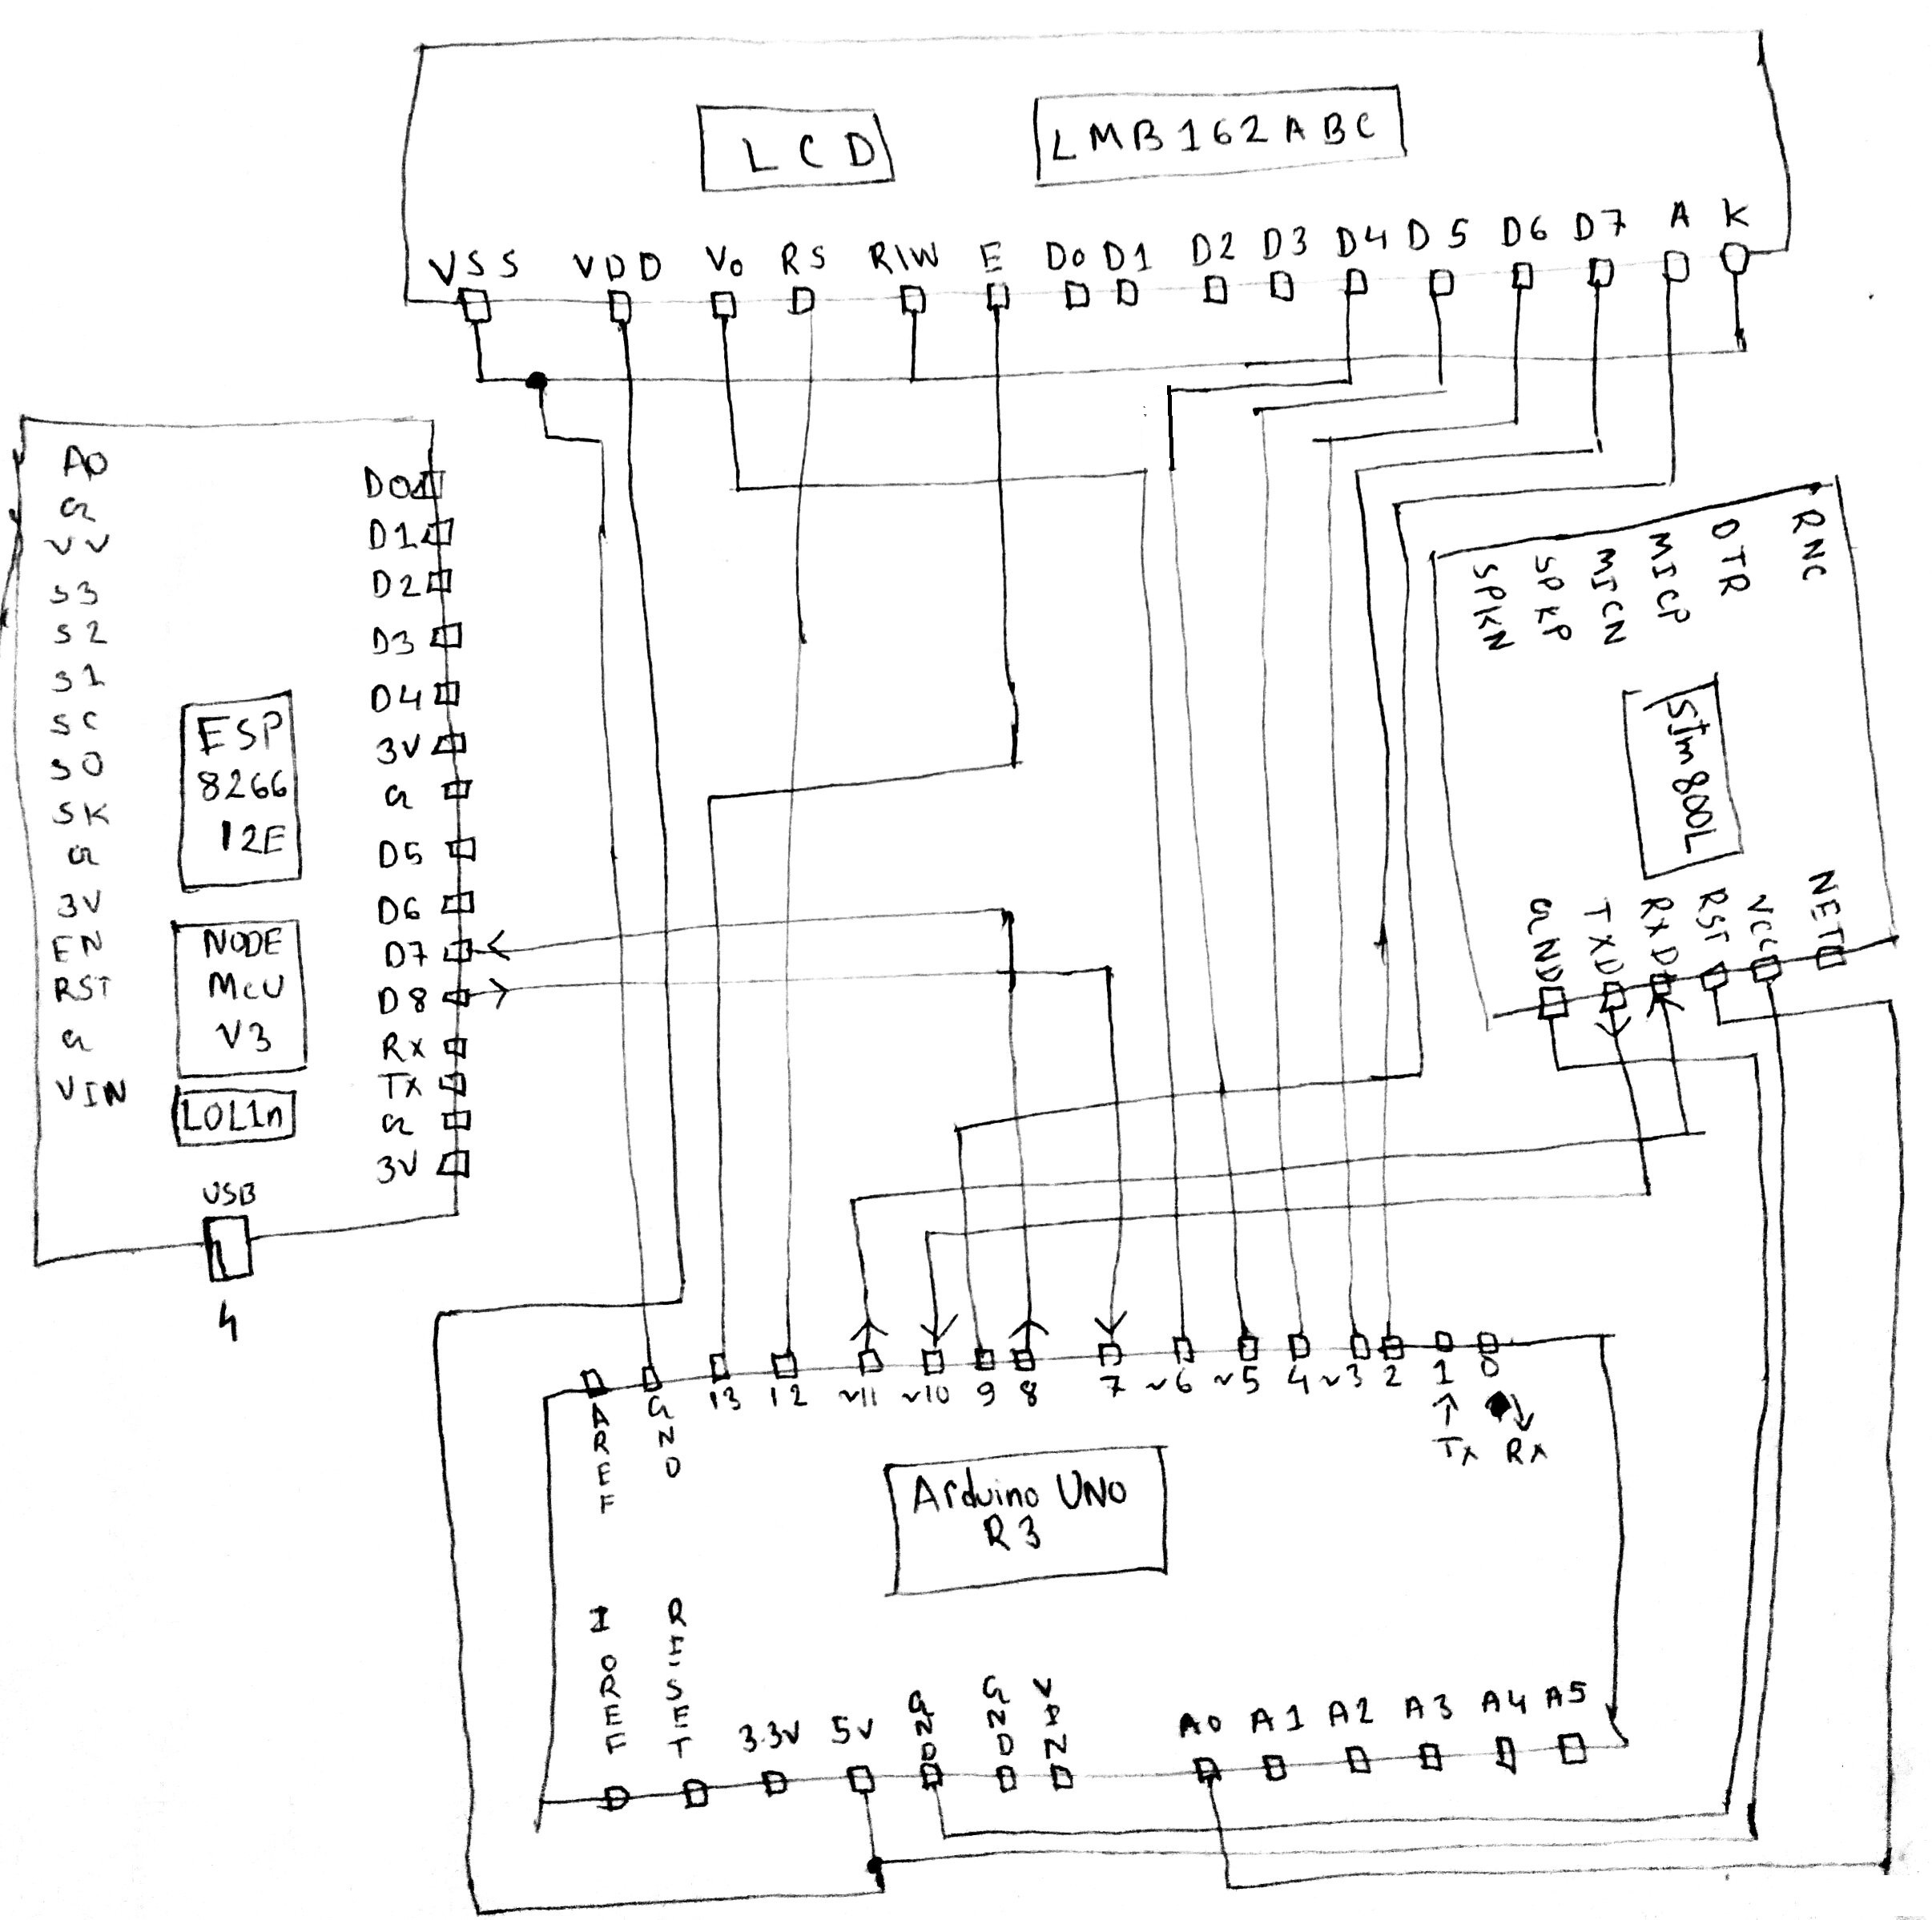 LCD
LMB162ABC
VSS VDD Vo RS R\W E Do D1 D2 D3 D4 D5 D6 D7 A K
A0
G
VV
S3
S2
S1
SC
SO
SK
G
3V
EN
RST
G
VIN
ESP
8266
12E
NODE
McU
V3
LOL1n
USB
D0
D1
D2
D3
D4
3V
G
D5
D6
D7
D8
Rx
Tx
G
3V
SPKN
SPKP
MICN
MICP
DTR
RNC
Sim800L
GND
TXD
RXD
RST
VCC
NET
AREF GND 13 12 ~11 ~10 9 8 7 ~6 ~5 4 ~3 2 1 0
Tx Rx
Arduino UNO
R3
IOREF RESET 3.3V 5V GND GND VIN A0 A1 A2 A3 A4 A5